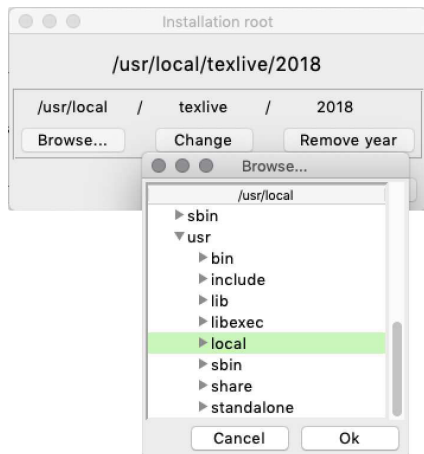 Installation root
/usr/local/texlive/2018
/usr/local / texlive / 2018
Browse... Change Remove year
Browse...
/usr/local
sbin
usr
bin
include
lib
libexec
local
sbin
share
standalone
Cancel Ok